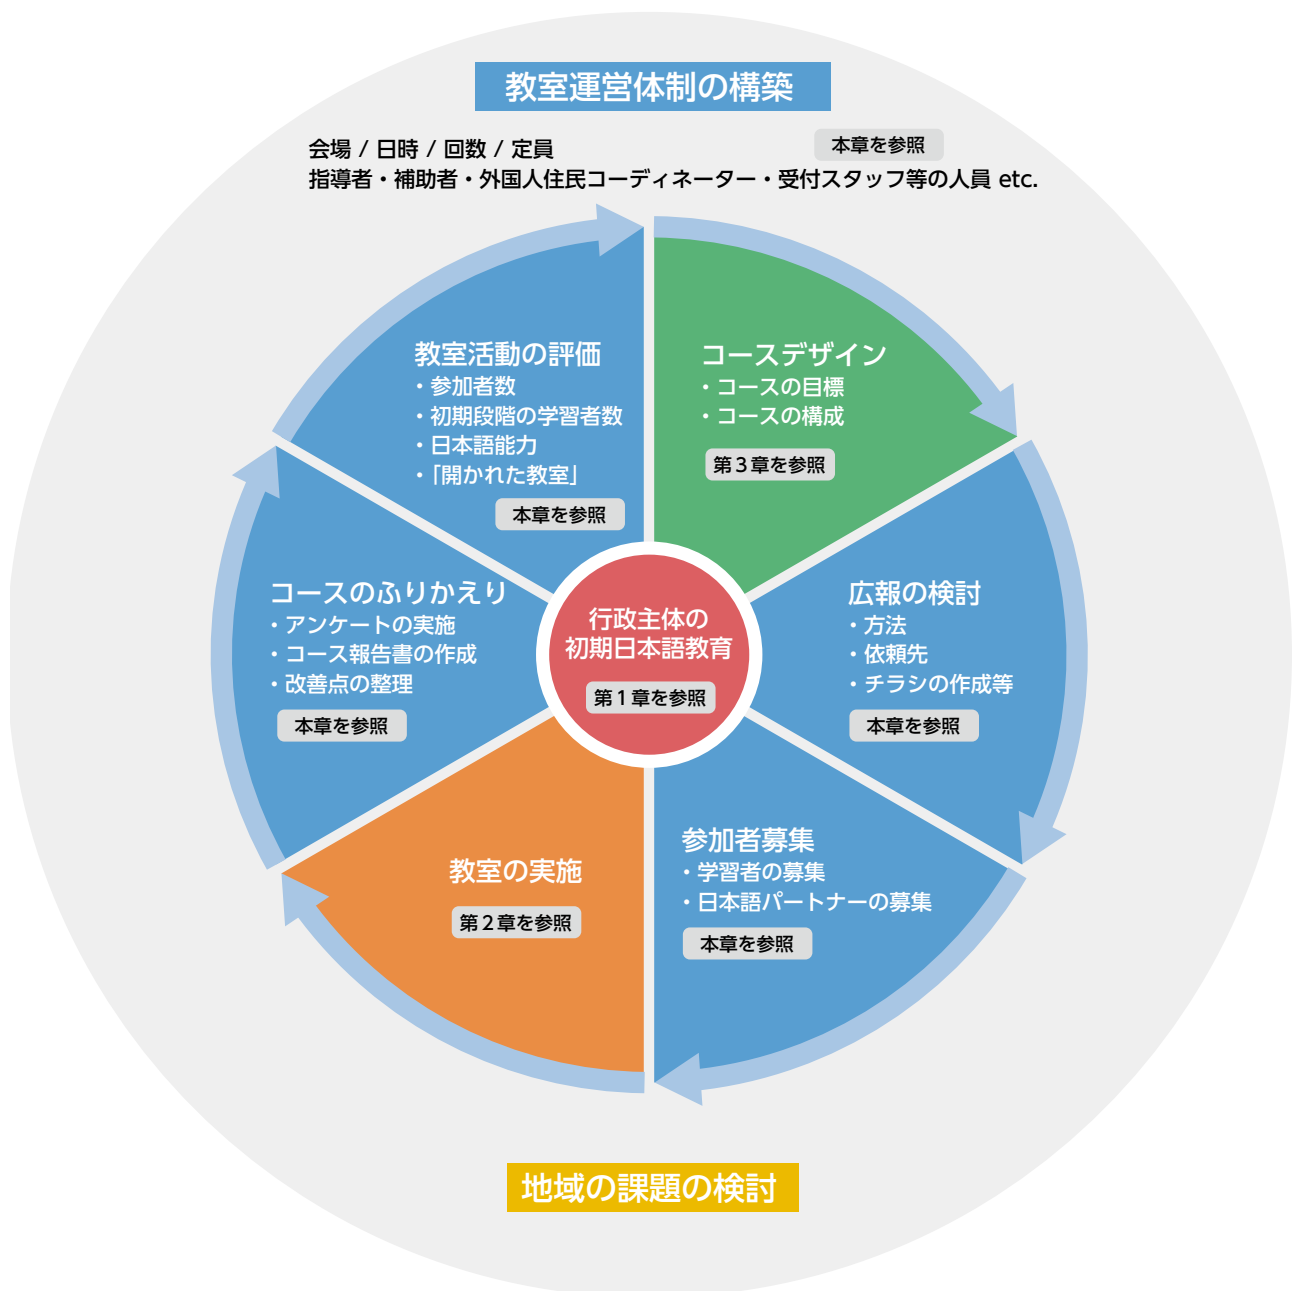 教室運営体制の構築
会場 / 日時 / 回数 / 定員
本章を参照
指導者・補助者・外国人住民コーディネーター・受付スタッフ等の人員 etc.
コースデザイン
・コースの目標
・コースの構成
第3章を参照
広報の検討
・方法
・依頼先
・チラシの作成等
本章を参照
参加者募集
・学習者の募集
・日本語パートナーの募集
本章を参照
教室の実施
第2章を参照
コースのふりかえり
・アンケートの実施
・コース報告書の作成
・改善点の整理
本章を参照
教室活動の評価
・参加者数
・初期段階の学習者数
・日本語能力
・「開かれた教室」
本章を参照
行政主体の
初期日本語教育
第1章を参照
地域の課題の検討